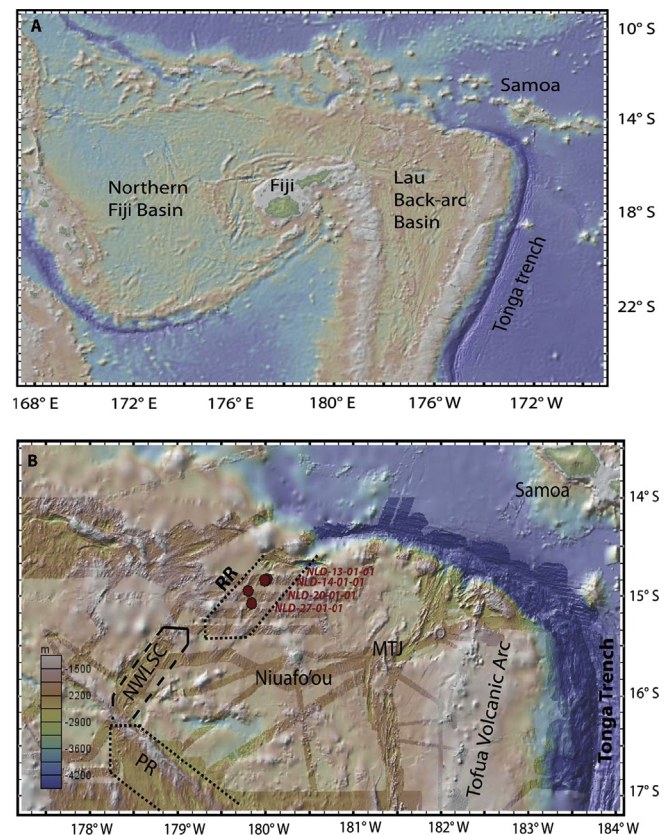 A
10° S
Samoa
14° S
Northern
Fiji Basin
Fiji
Lau
Back-arc
Basin
18° S
Tonga trench
22° S
168° E 172° E 176° E 180° E 176° W 172° W
B
Samoa
14° S
RR
NLD-13-01-01
NLD-14-01-01
NLD-20-01-01
NLD-27-01-01
15° S
NWLSC
MTJ
Niuafo'ou
m
-1500
-2200
-2900
-3600
-4200
16° S
Tofua Volcanic Arc
Tonga Trench
PR
17° S
178°W 179°W 180°W 181°W 182°W 183°W 184°W